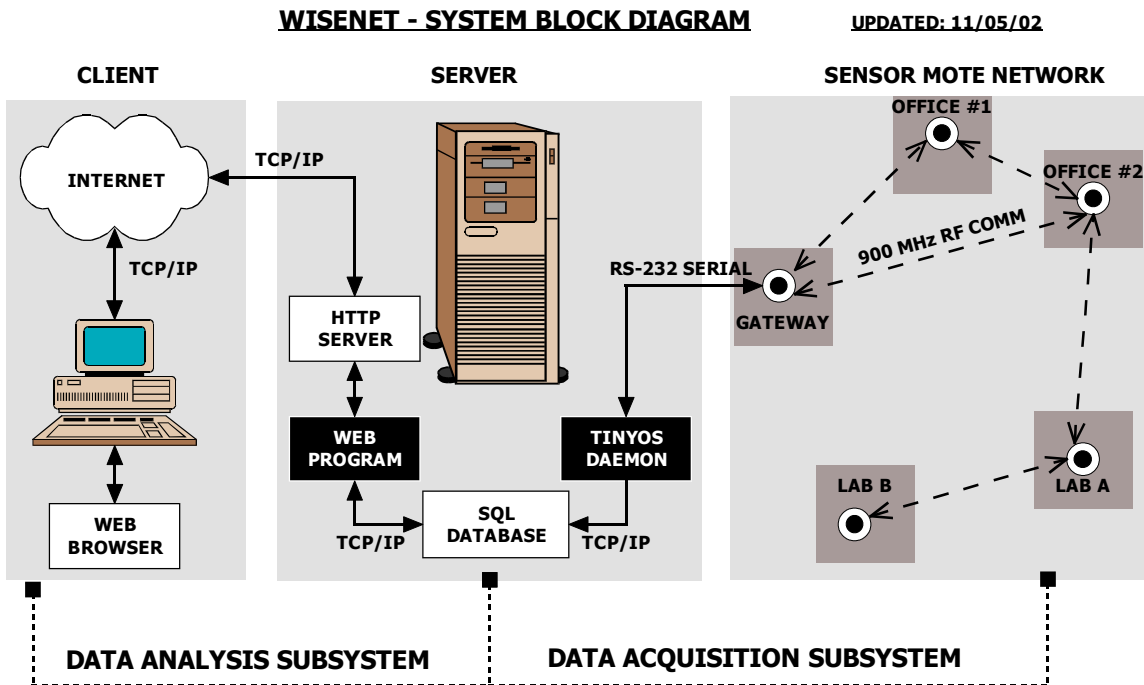 WISENET - SYSTEM BLOCK DIAGRAM
UPDATED: 11/05/02
CLIENT
SERVER
SENSOR MOTE NETWORK
INTERNET
TCP/IP
TCP/IP
WEB
BROWSER
HTTP
SERVER
WEB
PROGRAM
TCP/IP
SQL
DATABASE
TCP/IP
TINYOS
DAEMON
RS-232 SERIAL
OFFICE #1
OFFICE #2
900 MHz RF COMM
GATEWAY
LAB B
LAB A
DATA ANALYSIS SUBSYSTEM
DATA ACQUISITION SUBSYSTEM